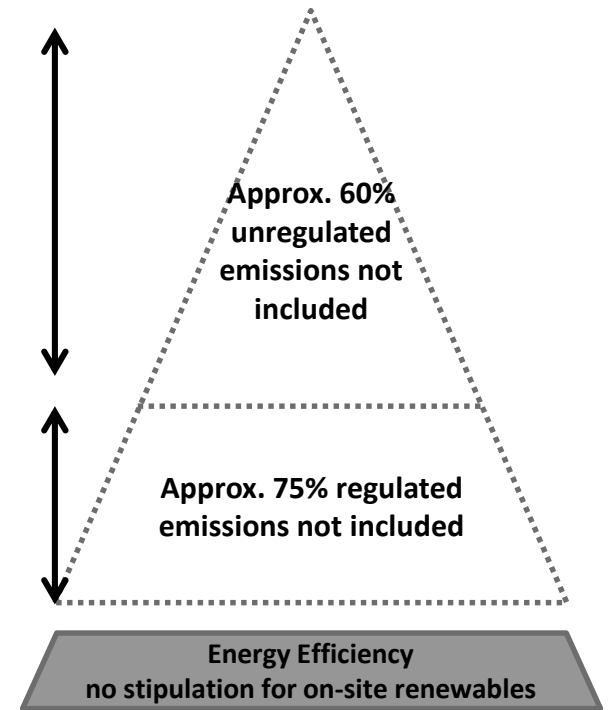 Approx. 60%
unregulated
emissions not
included
Approx. 75% regulated
emissions not included
Energy Efficiency
no stipulation for on-site renewables